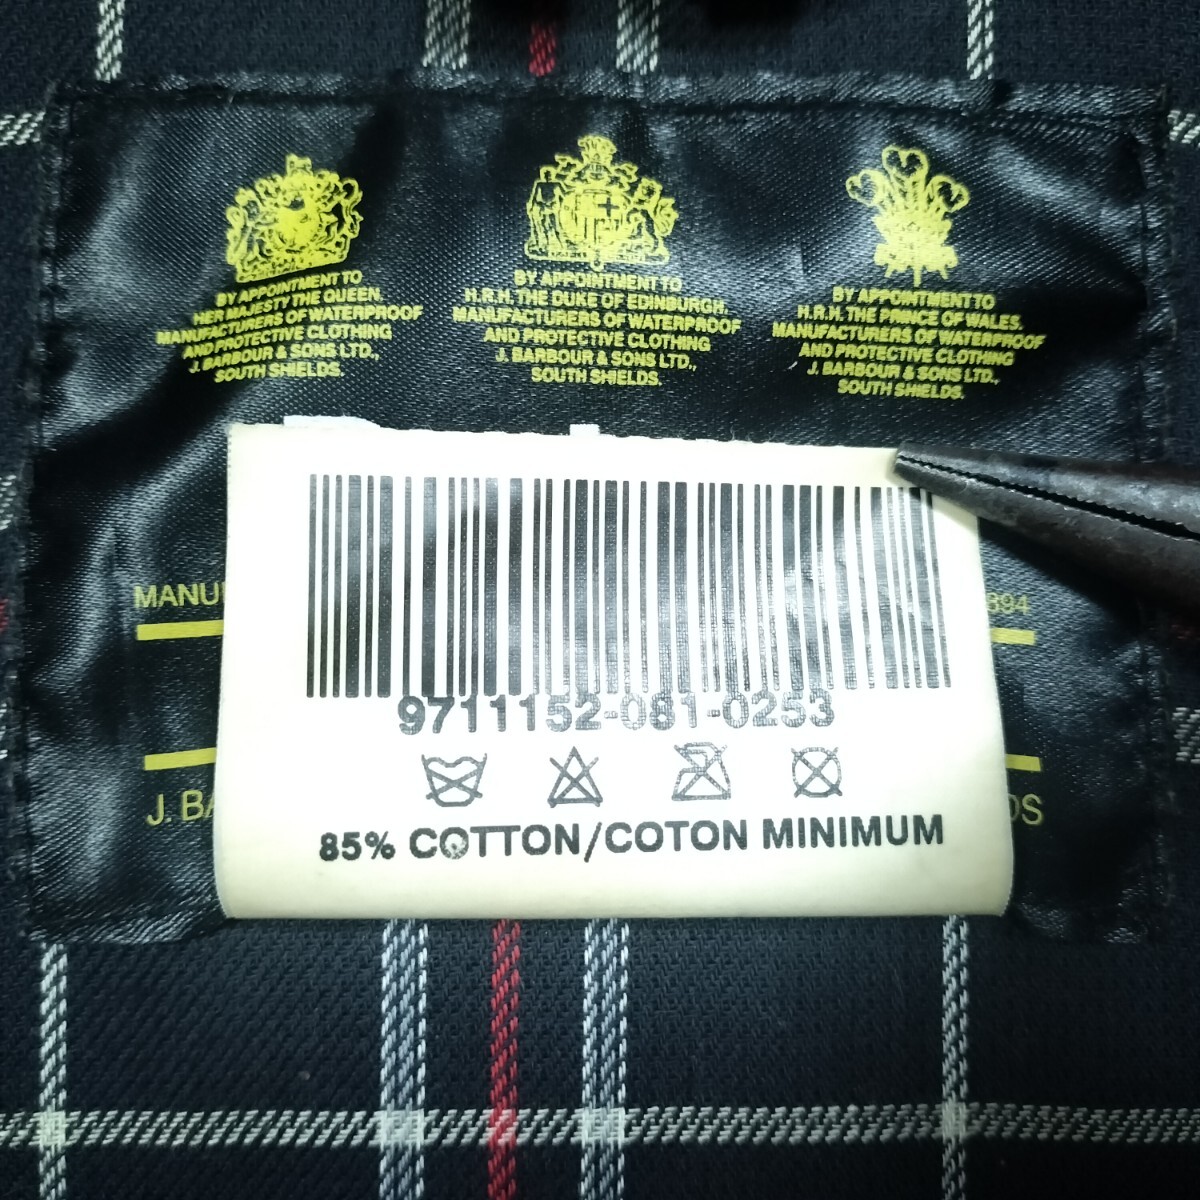 BY APPOINTMENT TO
HER MAJESTY THE QUEEN.
MANUFACTURERS OF WATERPROOF
AND PROTECTIVE CLOTHING
J. BARBOUR & SONS LTD.,
SOUTH SHIELDS.
BY APPOINTMENT TO
H.R.H. THE DUKE OF EDINBURGH.
MANUFACTURERS OF WATERPROOF
AND PROTECTIVE CLOTHING
J. BARBOUR & SONS LTD.,
SOUTH SHIELDS.
BY APPOINTMENT TO
H.R.H. THE PRINCE OF WALES.
MANUFACTURERS OF WATERPROOF
AND PROTECTIVE CLOTHING
J. BARBOUR & SONS LTD.,
SOUTH SHIELDS.
MANU 894
9711152-081-0253
85% COTTON/COTON MINIMUM
J. BA DS